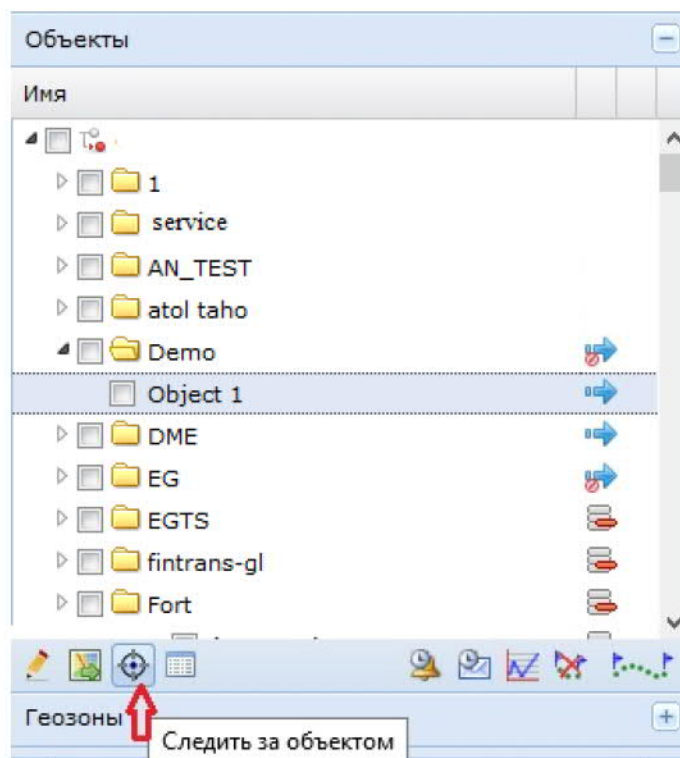 Объекты
Имя
1
service
AN_TEST
atol taho
Demo
Object 1
DME
EG
EGTS
fintrans-gl
Fort
Геозоны
Следить за объектом